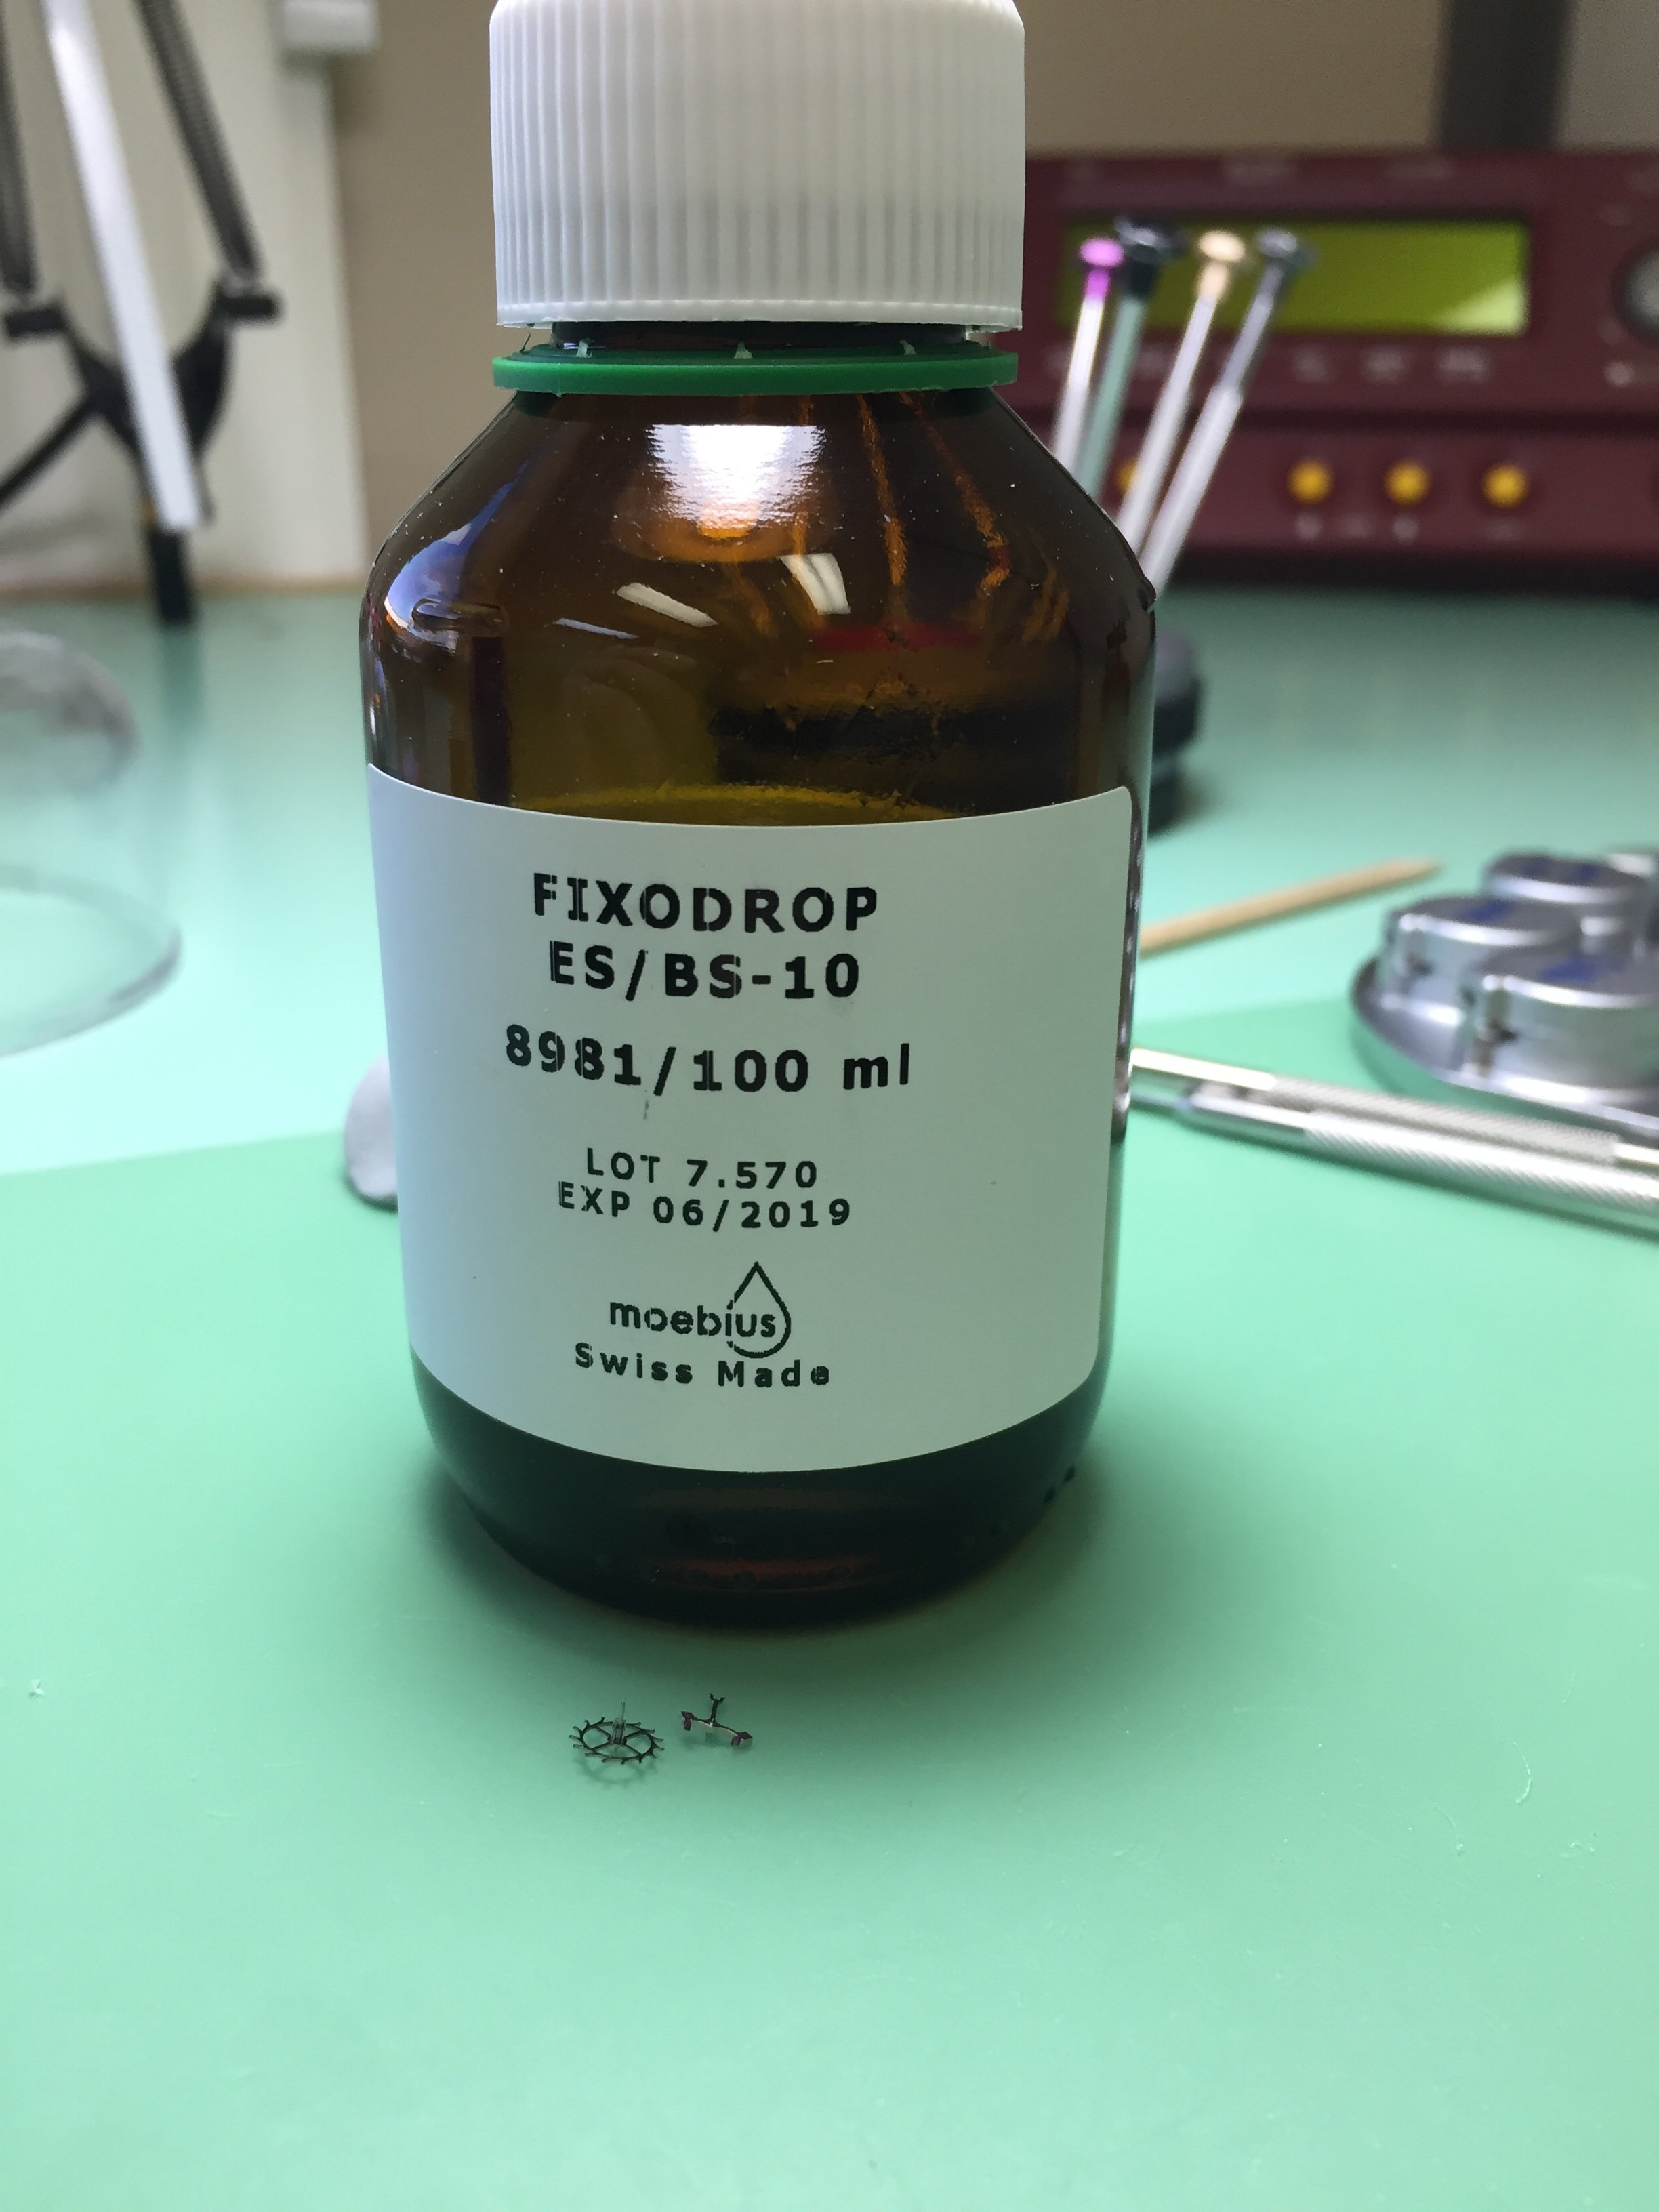 FIXODROP
ES/BS-10
8981/100 ml
LOT 7.570
EXP 06/2019
moebius
Swiss Made